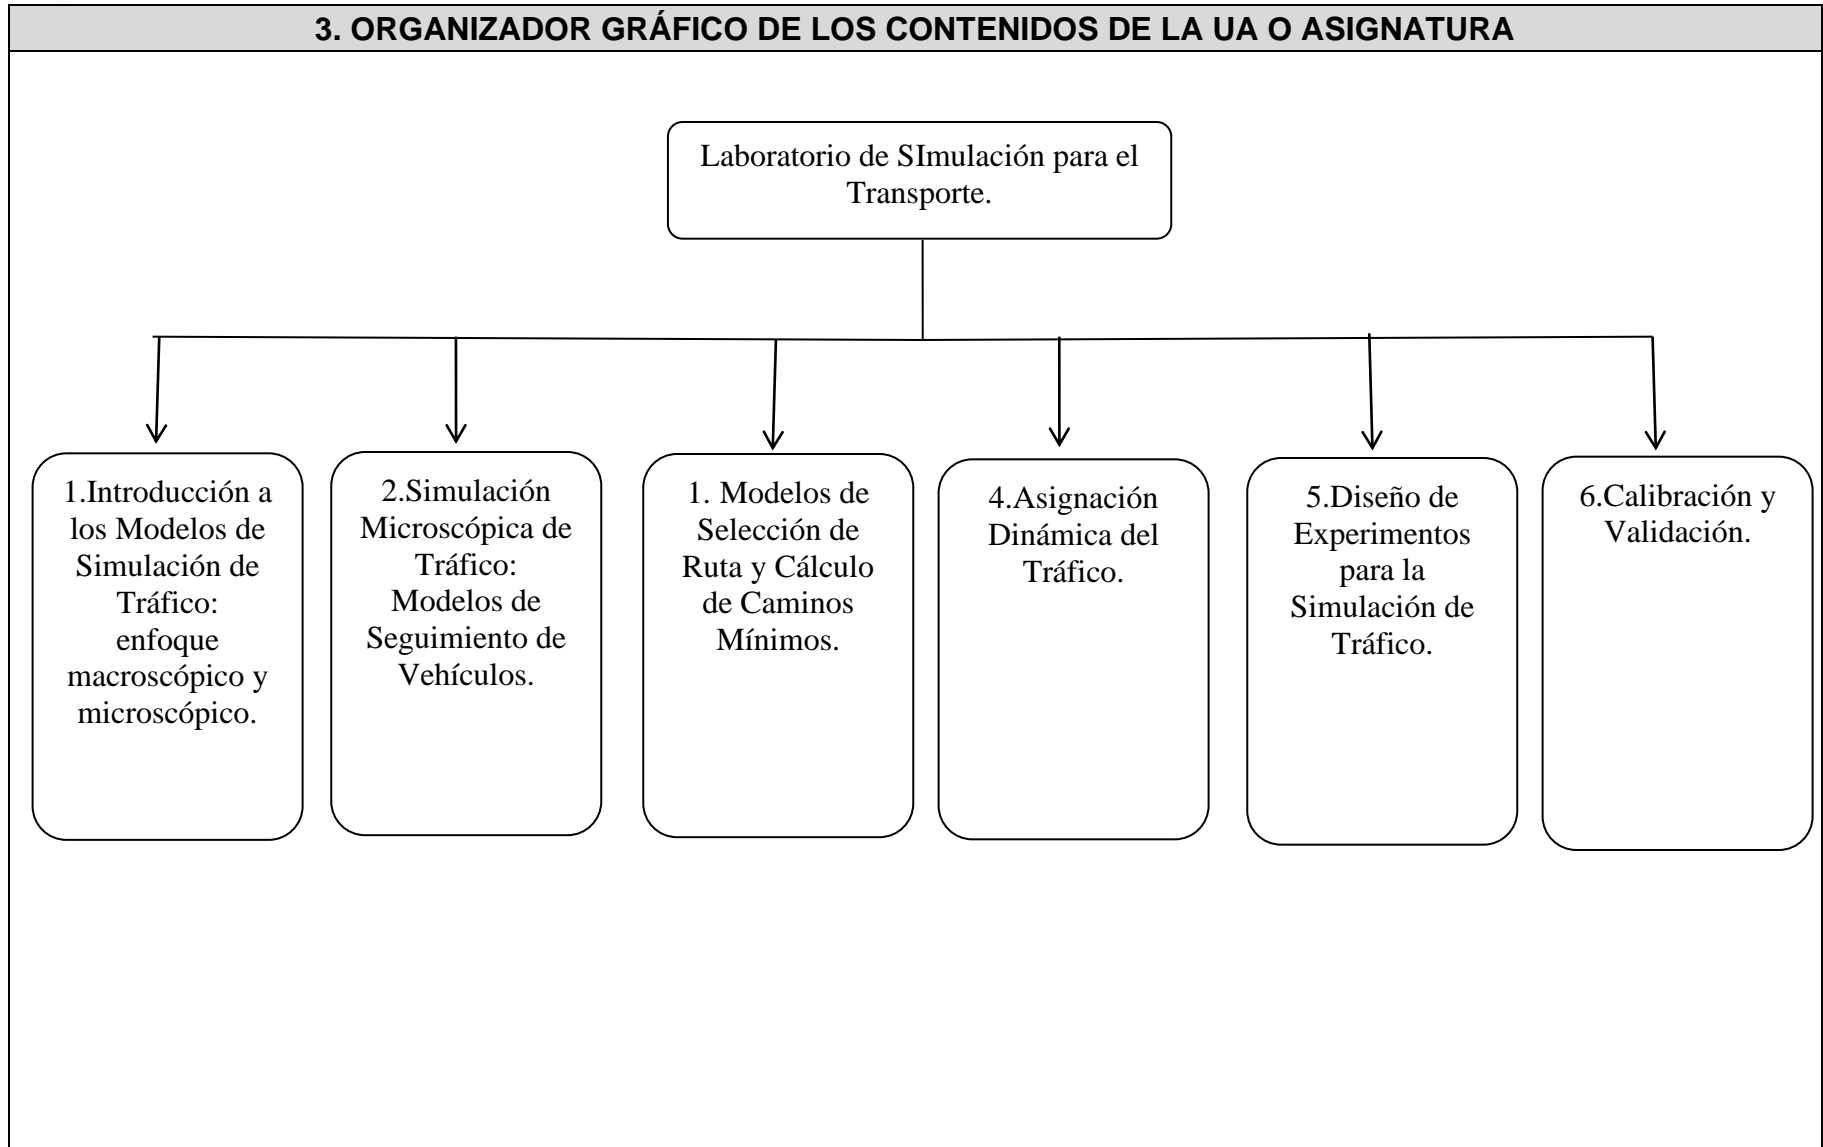 3. ORGANIZADOR GRÁFICO DE LOS CONTENIDOS DE LA UA O ASIGNATURA
Laboratorio de SImulación para el
Transporte.
1.Introducción a
los Modelos de
Simulación de
Tráfico:
enfoque
macroscópico y
microscópico.
2.Simulación
Microscópica de
Tráfico:
Modelos de
Seguimiento de
Vehículos.
1. Modelos de
Selección de
Ruta y Cálculo
de Caminos
Mínimos.
4.Asignación
Dinámica del
Tráfico.
5.Diseño de
Experimentos
para la
Simulación de
Tráfico.
6.Calibración y
Validación.